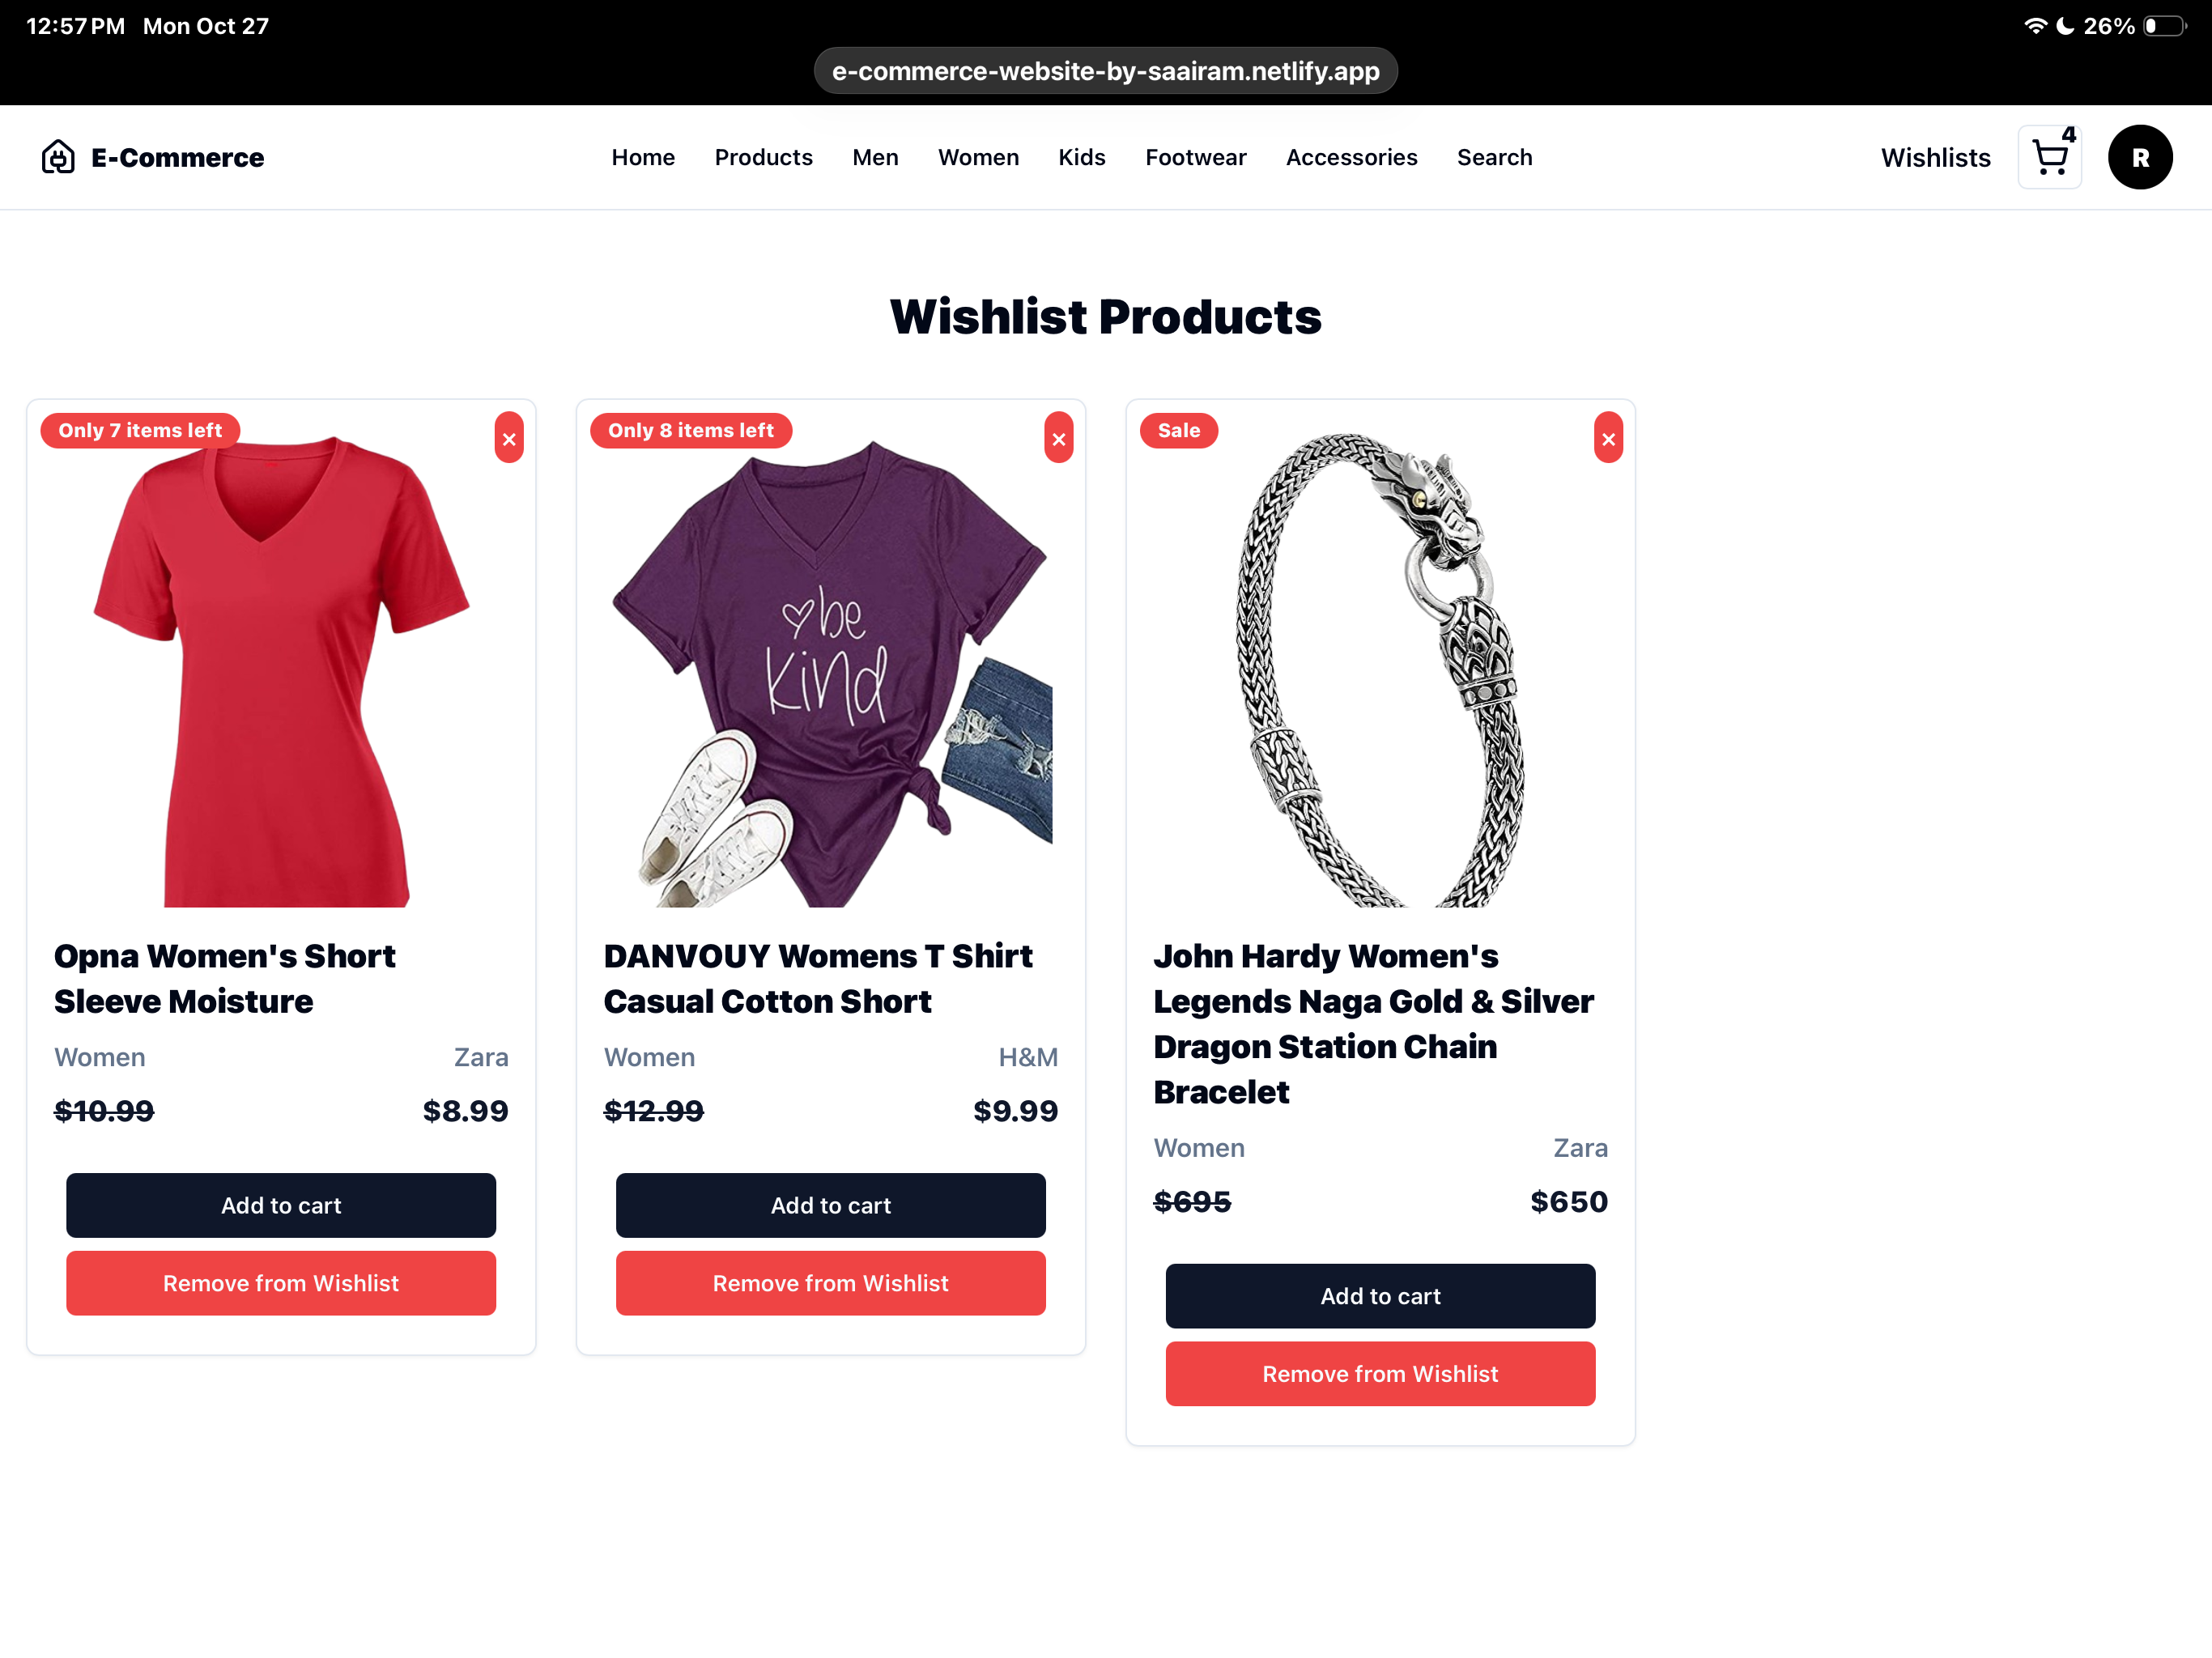 12:57 PM Mon Oct 27
26%
e-commerce-website-by-saairam.netlify.app
E-Commerce
Home Products Men Women Kids Footwear Accessories Search
Wishlists
4
R
Wishlist Products
Only 7 items left
×
Opna Women's Short
Sleeve Moisture
Women Zara
$10.99 $8.99
Add to cart
Remove from Wishlist
Only 8 items left
×
be
kind
DANVOUY Womens T Shirt
Casual Cotton Short
Women H&M
$12.99 $9.99
Add to cart
Remove from Wishlist
Sale
×
John Hardy Women's
Legends Naga Gold & Silver
Dragon Station Chain
Bracelet
Women Zara
$695 $650
Add to cart
Remove from Wishlist